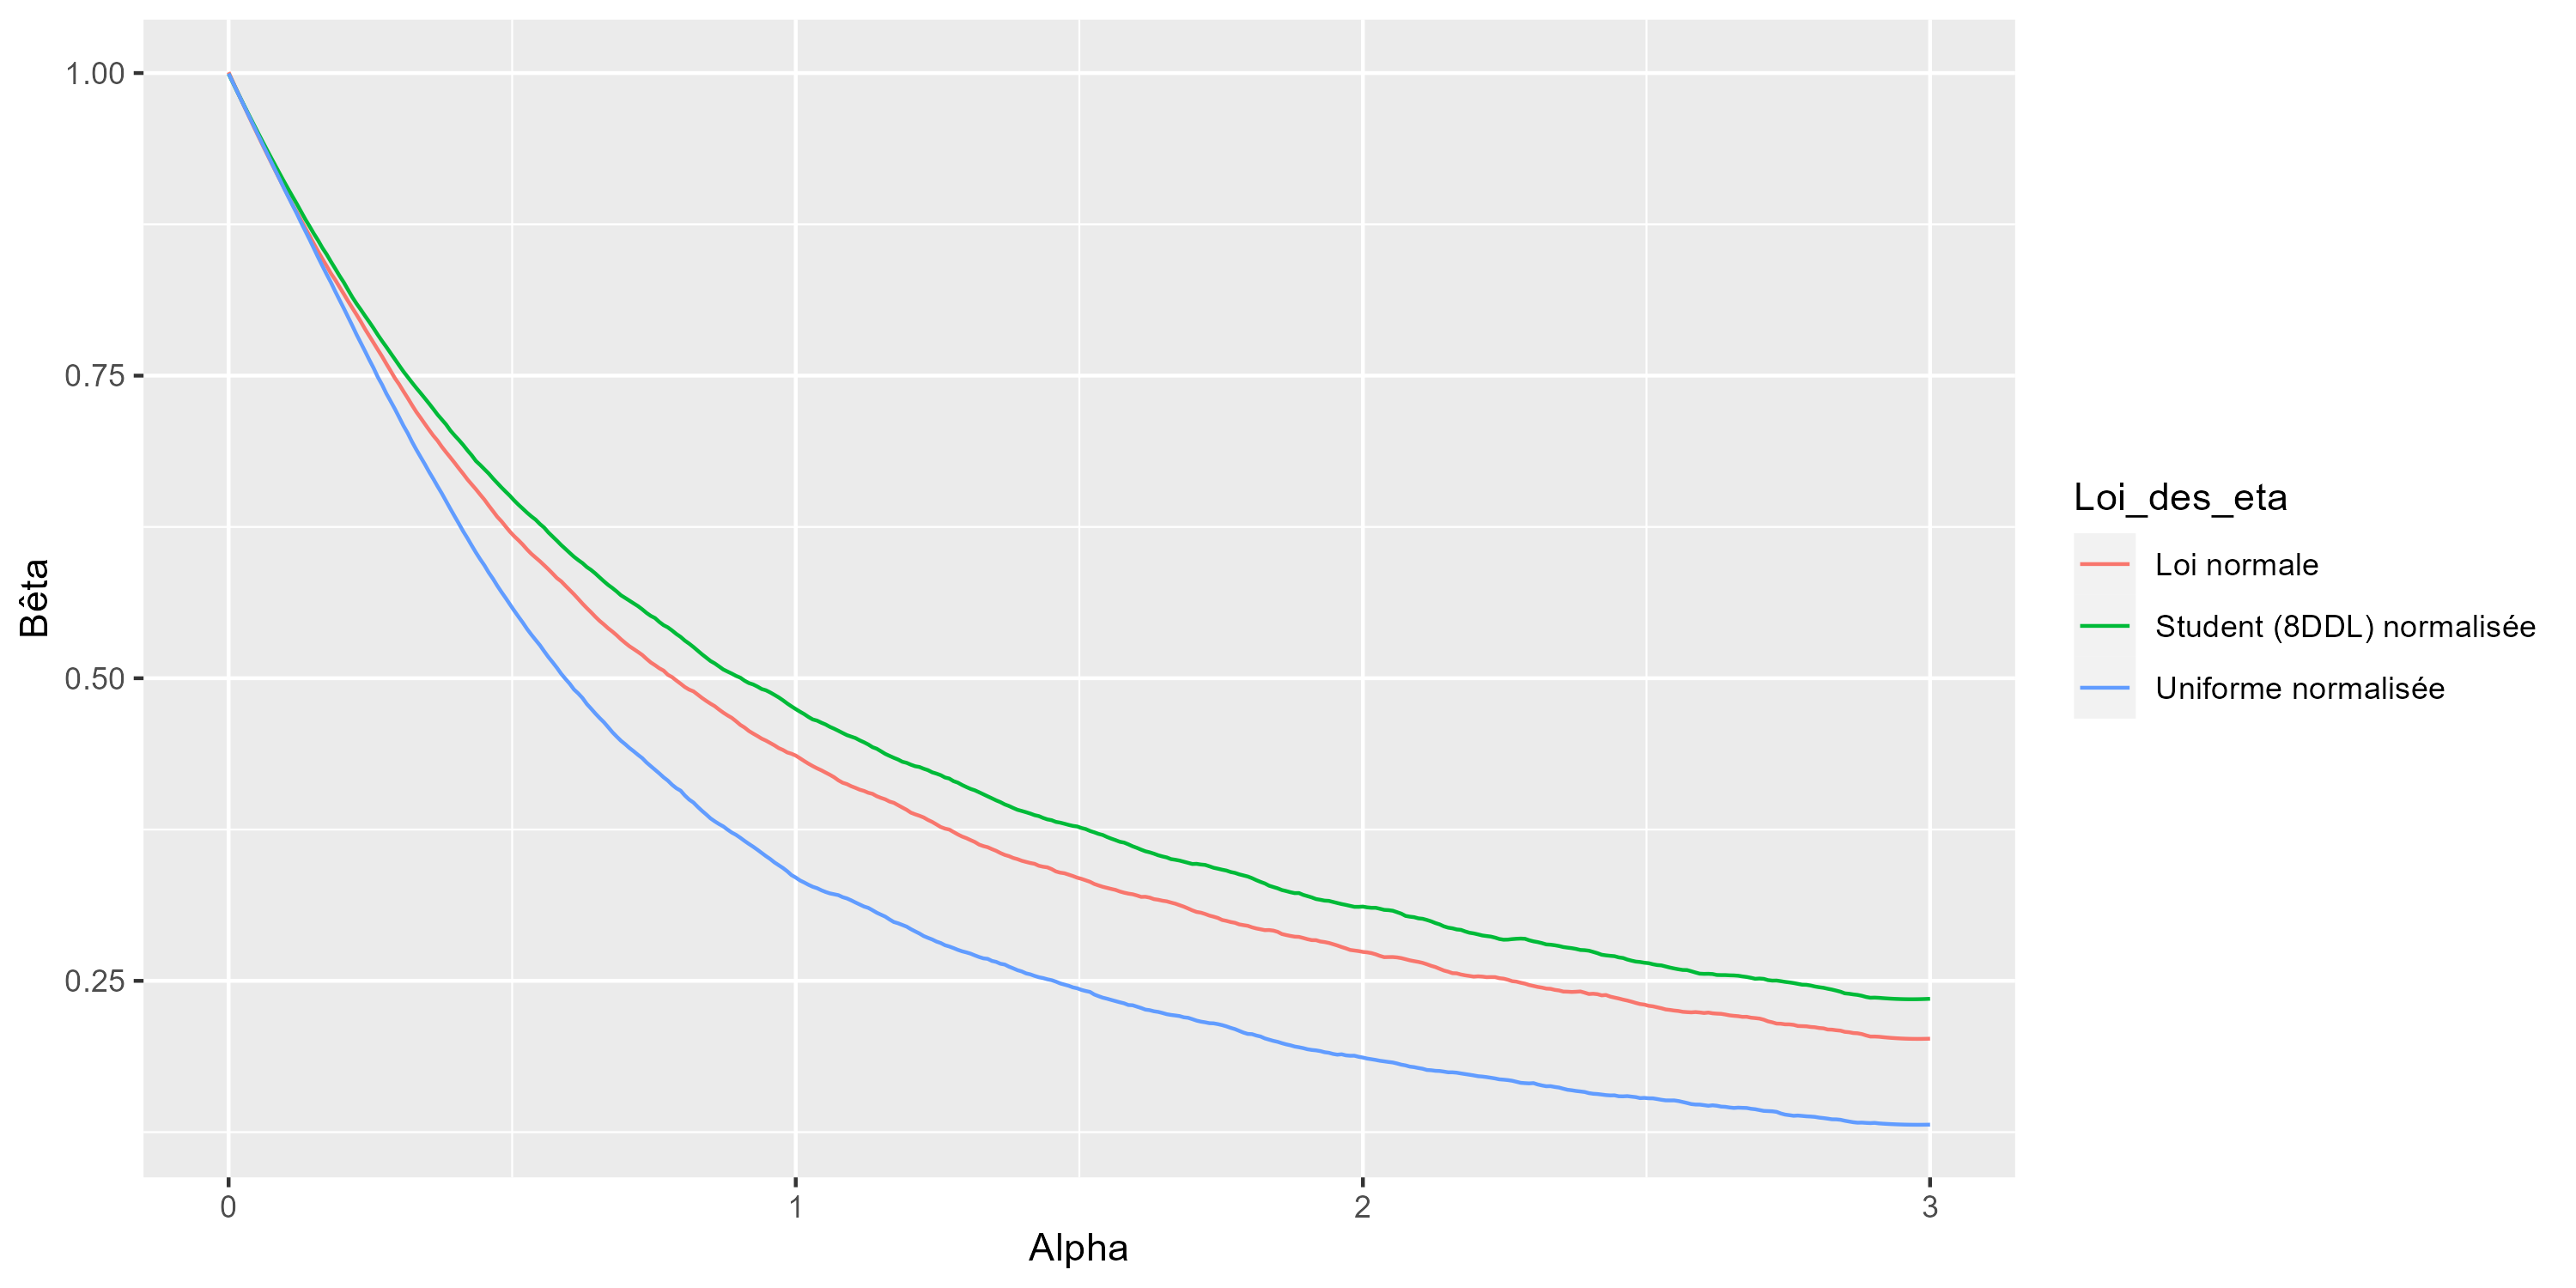 1.00
0.75
0.50
0.25
Bêta
0
1
2
3
Alpha
Loi_des_eta
Loi normale
Student (8DDL) normalisée
Uniforme normalisée